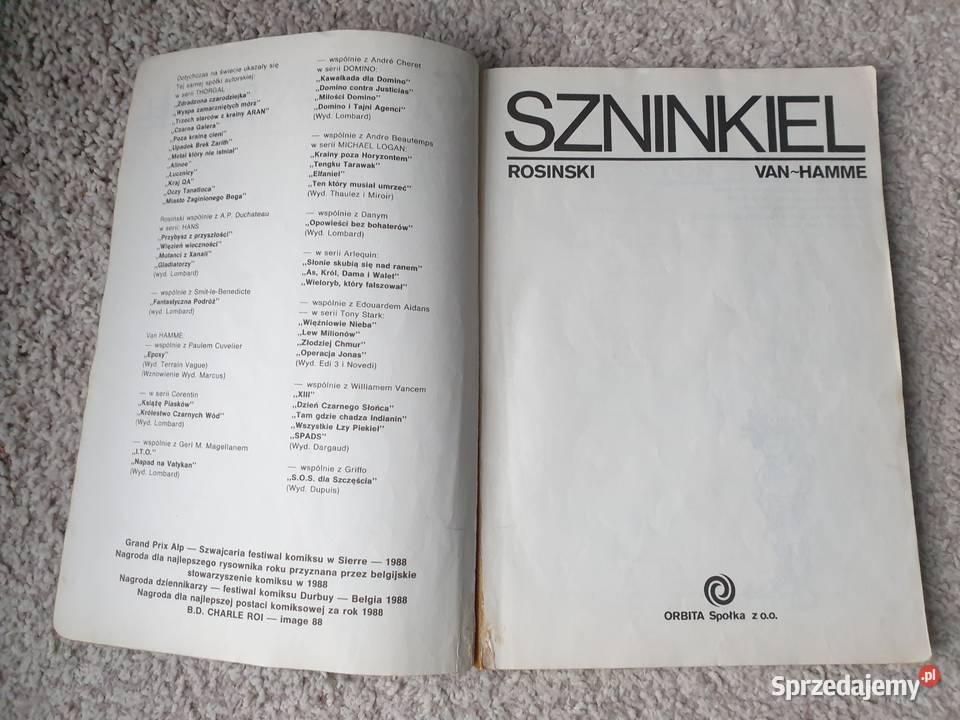 Dotychczas na świecie ukazały się
Tej samej spółki autorskiej:
w serii THORGAL
„Zdradzona czarodziejka"
„Wyspa zamarzniętych mórz"
„Trzech starców z krainy ARAN"
„Czarna Galera"
„Poza krainą cieni"
„Upadek Brek Zarith"
„Metal który nie istniał"
„Alinoe"
„Łucznicy"
„Kraj QA"
„Oczy Tanatloca"
„Miasto Zaginionego Boga"
Rosiński wspólnie z A.P. Duchateau
w serii: HANS
„Przybysz z przyszłości"
„Więzień wieczności"
„Mutanci z Xanaii"
„Gladiatorzy"
(wyd. Lombard)
— wspólnie z Smit-le-Benedicte
„Fantastyczna Podróż"
(wyd. Lombard)
Van HAMME:
— wspólnie z Paulem Cuvelier
„Epoxy"
(Wyd. Terrain Vague)
(Wznowienie Wyd. Marcus)
— w serii Corentin
„Książę Piasków"
„Królestwo Czarnych Wód"
(Wyd. Lombard)
— wspólnie z Geri M. Magellanem
„I.T.O."
„Napad na Vatykan"
(Wyd. Lombard)
— wspólnie z André Cheret
w serii DOMINO:
„Kawalkada dla Domino"
„Domino contra Justicias"
„Miłości Domino"
„Domino i Tajni Agenci"
(Wyd. Lombard)
— wspólnie z Andre Beautemps
w serii MICHAEL LOGAN:
„Krainy poza Horyzontem"
„Tengku Tarawak"
„Elfaniel"
„Ten który musiał umrzeć"
(Wyd. Thaulez i Miroir)
— wspólnie z Danym
„Opowieści bez bohaterów"
(Wyd. Lombard)
— w serii Arlequin:
„Słonie skubią się nad ranem"
„As, Król, Dama i Walet"
„Wieloryb, który fałszował"
— wspólnie z Edouardem Aidans
— w serii Tony Stark:
„Więźniowie Nieba"
„Lew Milionów"
„Złodziej Chmur"
„Operacja Jonas"
(Wyd. Edi 3 i Novedi)
— wspólnie z Williamem Vancem
„XIII"
„Dzień Czarnego Słońca"
„Tam gdzie chadza Indianin"
„Wszystkie Łzy Piekieł"
„SPADS"
(Wyd. Dargaud)
— wspólnie z Griffo
„S.O.S. dla Szczęścia"
(Wyd. Dupuis)
Grand Prix Alp — Szwajcaria festiwal komiksu w Sierre — 1988
Nagroda dla najlepszego rysownika roku przyznana przez belgijskie
stowarzyszenie komiksu w 1988
Nagroda dziennikarzy — festiwal komiksu Durbuy — Belgia 1988
Nagroda dla najlepszej postaci komiksowej za rok 1988
B.D. CHARLE ROI — image 88
SZNINKIEL
ROSINSKI VAN~HAMME
ORBITA Spółka z o.o.
Sprzedajemy.pl